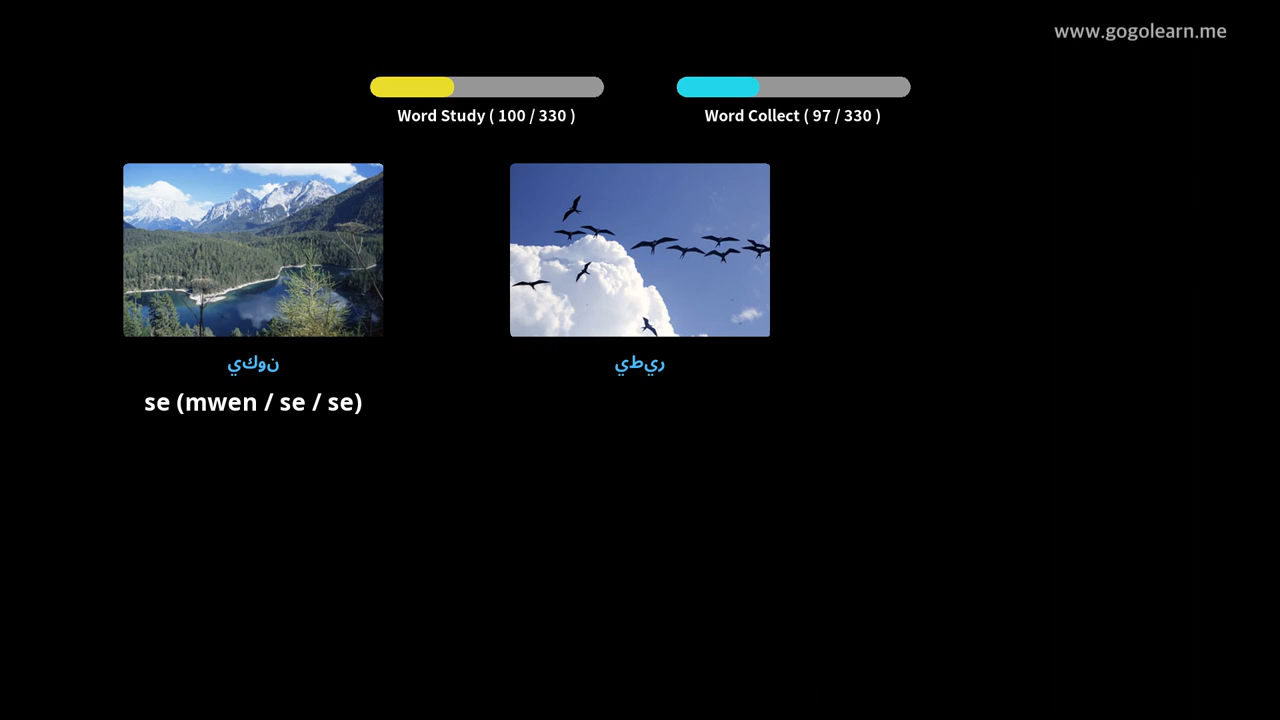 www.gogolearn.me
Word Study ( 100 / 330 )
Word Collect ( 97 / 330 )
يكون
يطير
se (mwen / se / se)